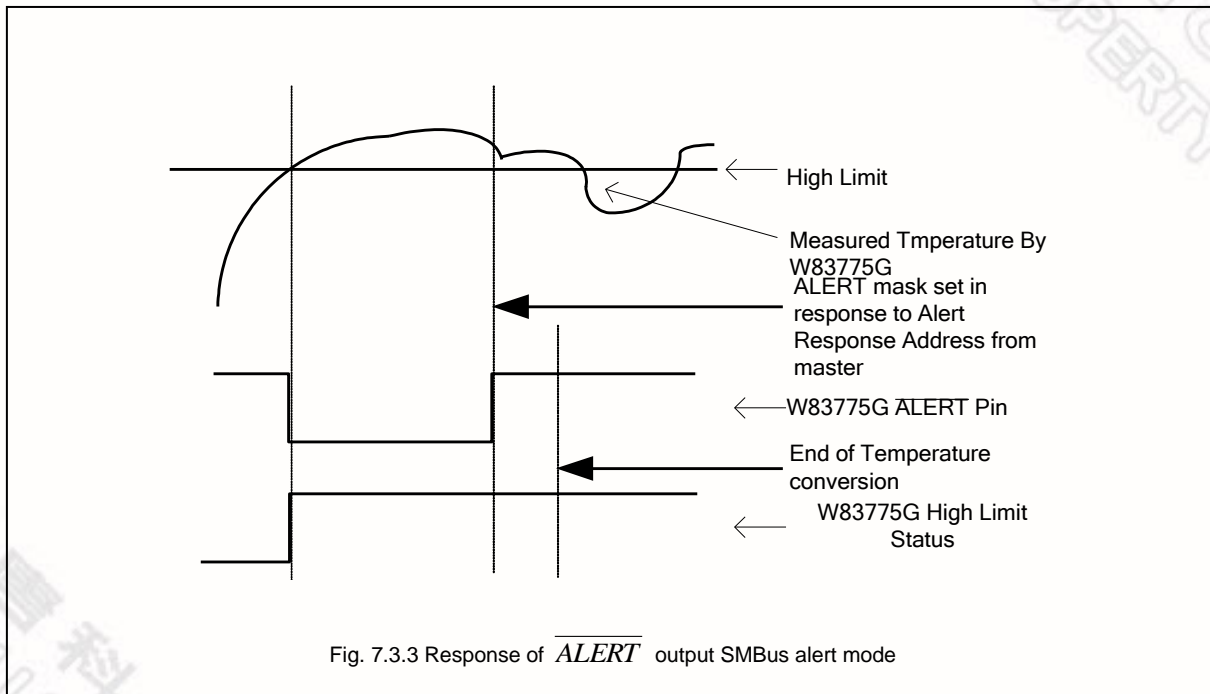 OPERTY
High Limit
Measured Tmperature By
W83775G
ALERT mask set in
response to Alert
Response Address from
master
W83775G ALERT Pin
End of Temperature
conversion
W83775G High Limit
Status
Fig. 7.3.3 Response of ALERT output SMBus alert mode